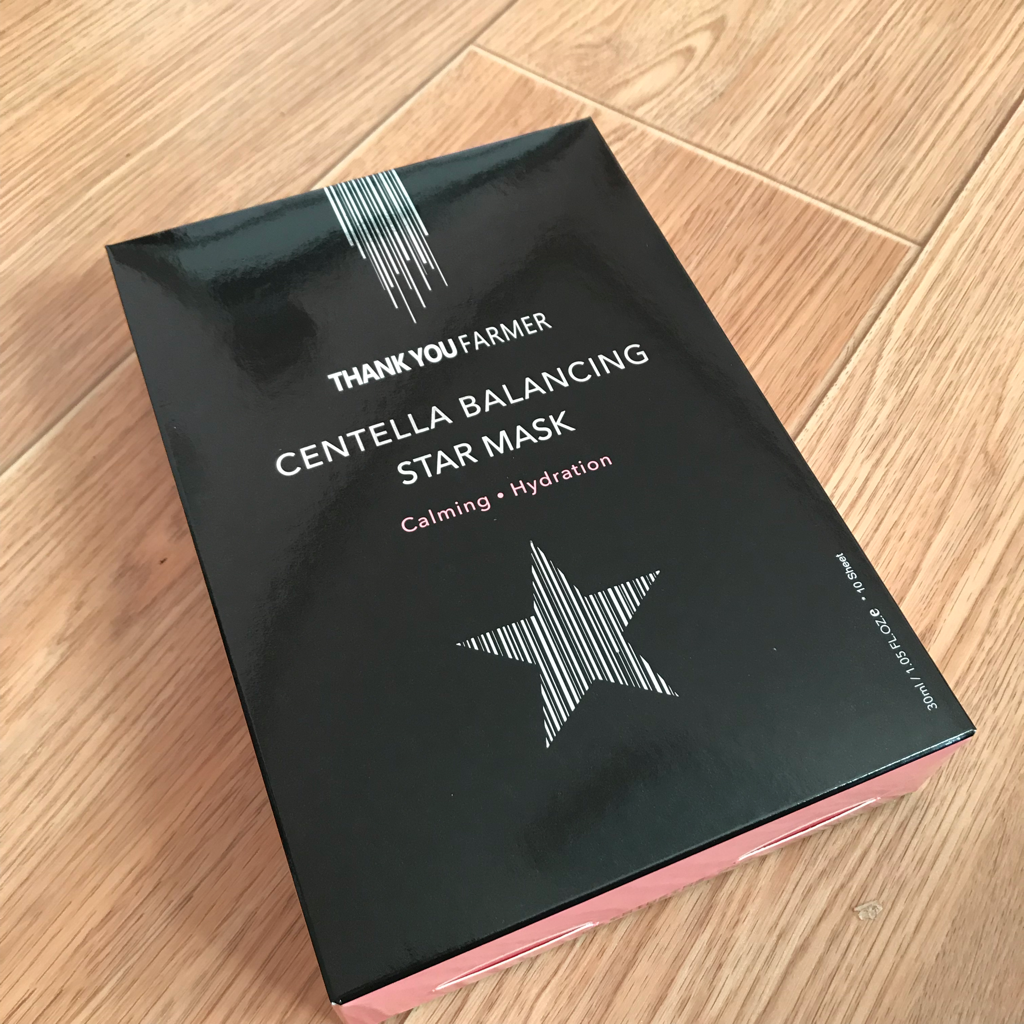 THANK YOU FARMER
CENTELLA BALANCING
STAR MASK
Calming • Hydration
30ml / 1.05 FL.OZ℮ • 10 Sheet